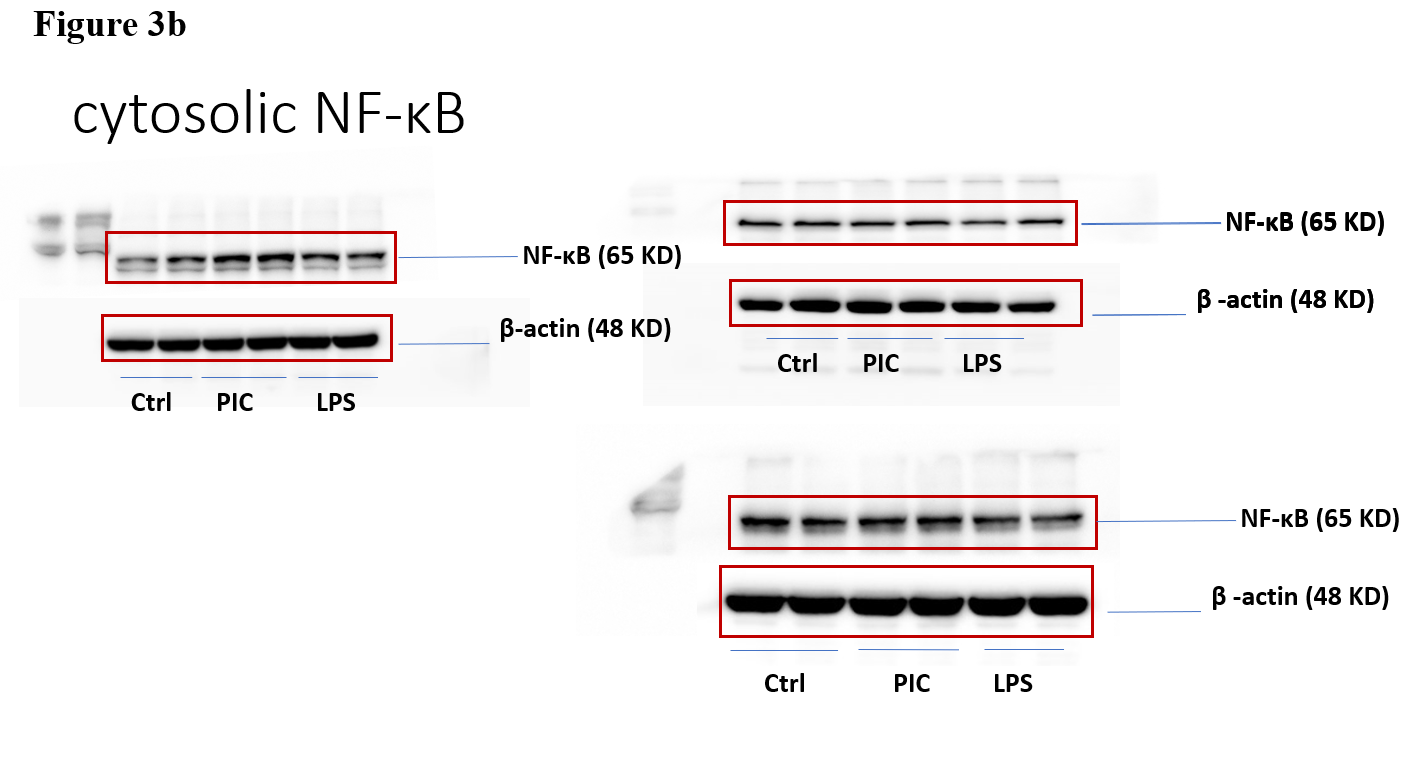 Figure 3b
cytosolic NF-κB
NF-κB (65 KD)
β-actin (48 KD)
Ctrl PIC LPS
NF-κB (65 KD)
β -actin (48 KD)
Ctrl PIC LPS
NF-κB (65 KD)
β -actin (48 KD)
Ctrl PIC LPS